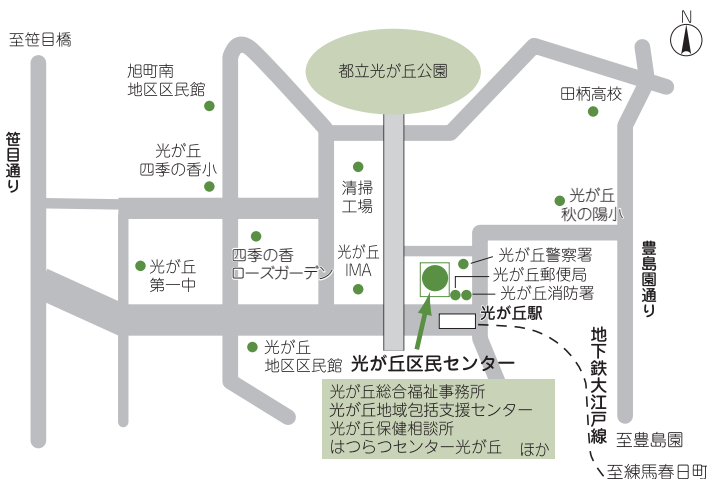 N
至笹目橋
都立光が丘公園
旭町南
地区区民館
田柄高校
笹目通り
光が丘
四季の香小
清掃
工場
光が丘
秋の陽小
四季の香
ローズガーデン
光が丘
IMA
光が丘
第一中
光が丘警察署
光が丘郵便局
光が丘消防署
豊島園通り
光が丘駅
光が丘
地区区民館
光が丘区民センター
地下鉄大江戸線
光が丘総合福祉事務所
光が丘地域包括支援センター
光が丘保健相談所
はつらつセンター光が丘 ほか
至豊島園
至練馬春日町